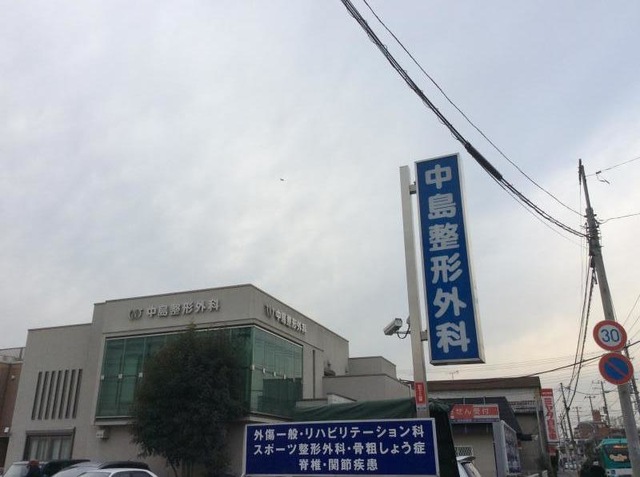 中島整形外科
中島整形外科
中島整形外科
外傷一般・リハビリテーション科
スポーツ整形外科・骨粗しょう症
脊椎・関節疾患
30